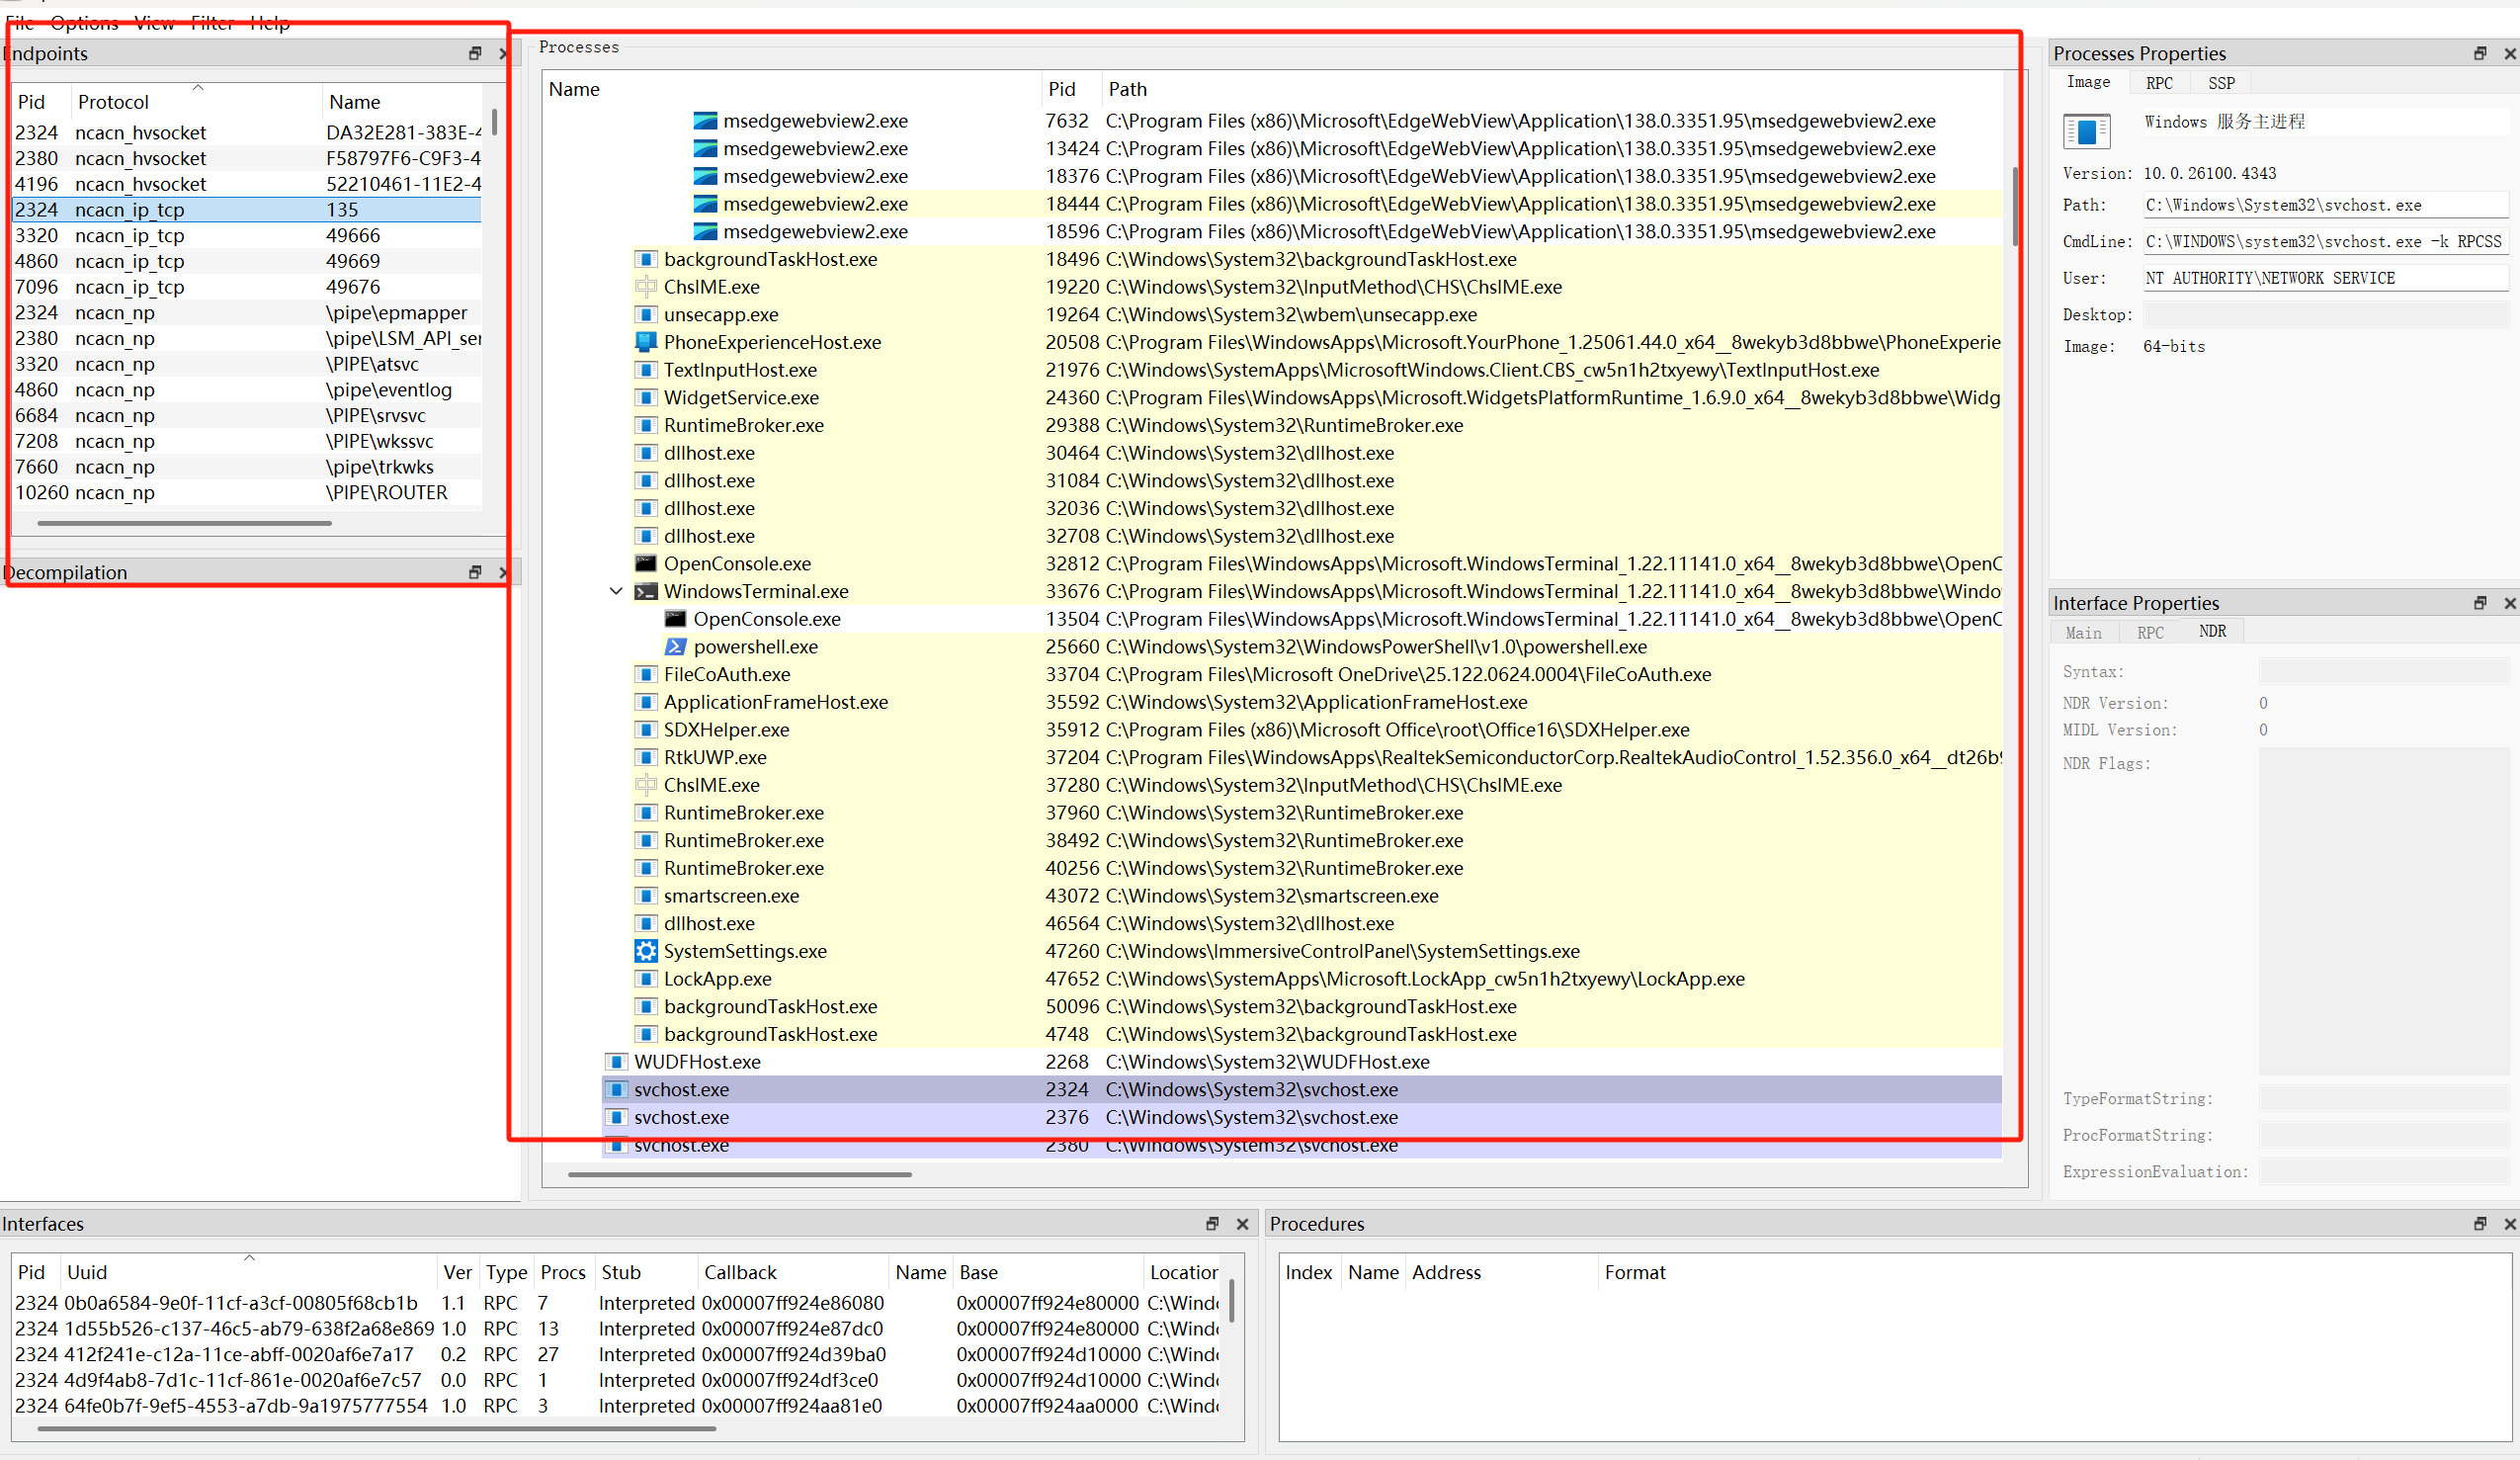 File Options View Filter Help
Endpoints
Pid Protocol Name
2324 ncacn_hvsocket DA32E281-383E-4
2380 ncacn_hvsocket F58797F6-C9F3-4
4196 ncacn_hvsocket 52210461-11E2-4
2324 ncacn_ip_tcp 135
3320 ncacn_ip_tcp 49666
4860 ncacn_ip_tcp 49669
7096 ncacn_ip_tcp 49676
2324 ncacn_np \pipe\epmapper
2380 ncacn_np \pipe\LSM_API_ser
3320 ncacn_np \PIPE\atsvc
4860 ncacn_np \pipe\eventlog
6684 ncacn_np \PIPE\srvsvc
7208 ncacn_np \PIPE\wkssvc
7660 ncacn_np \pipe\trkwks
10260 ncacn_np \PIPE\ROUTER
Decompilation
Processes
Name Pid Path
msedgewebview2.exe 7632 C:\Program Files (x86)\Microsoft\EdgeWebView\Application\138.0.3351.95\msedgewebview2.exe
msedgewebview2.exe 13424 C:\Program Files (x86)\Microsoft\EdgeWebView\Application\138.0.3351.95\msedgewebview2.exe
msedgewebview2.exe 18376 C:\Program Files (x86)\Microsoft\EdgeWebView\Application\138.0.3351.95\msedgewebview2.exe
msedgewebview2.exe 18444 C:\Program Files (x86)\Microsoft\EdgeWebView\Application\138.0.3351.95\msedgewebview2.exe
msedgewebview2.exe 18596 C:\Program Files (x86)\Microsoft\EdgeWebView\Application\138.0.3351.95\msedgewebview2.exe
backgroundTaskHost.exe 18496 C:\Windows\System32\backgroundTaskHost.exe
ChsIME.exe 19220 C:\Windows\System32\InputMethod\CHS\ChsIME.exe
unsecapp.exe 19264 C:\Windows\System32\wbem\unsecapp.exe
PhoneExperienceHost.exe 20508 C:\Program Files\WindowsApps\Microsoft.YourPhone_1.25061.44.0_x64__8wekyb3d8bbwe\PhoneExperie
TextInputHost.exe 21976 C:\Windows\SystemApps\MicrosoftWindows.Client.CBS_cw5n1h2txyewy\TextInputHost.exe
WidgetService.exe 24360 C:\Program Files\WindowsApps\Microsoft.WidgetsPlatformRuntime_1.6.9.0_x64__8wekyb3d8bbwe\Widg
RuntimeBroker.exe 29388 C:\Windows\System32\RuntimeBroker.exe
dllhost.exe 30464 C:\Windows\System32\dllhost.exe
dllhost.exe 31084 C:\Windows\System32\dllhost.exe
dllhost.exe 32036 C:\Windows\System32\dllhost.exe
dllhost.exe 32708 C:\Windows\System32\dllhost.exe
OpenConsole.exe 32812 C:\Program Files\WindowsApps\Microsoft.WindowsTerminal_1.22.11141.0_x64__8wekyb3d8bbwe\OpenC
WindowsTerminal.exe 33676 C:\Program Files\WindowsApps\Microsoft.WindowsTerminal_1.22.11141.0_x64__8wekyb3d8bbwe\Windo
OpenConsole.exe 13504 C:\Program Files\WindowsApps\Microsoft.WindowsTerminal_1.22.11141.0_x64__8wekyb3d8bbwe\OpenC
powershell.exe 25660 C:\Windows\System32\WindowsPowerShell\v1.0\powershell.exe
FileCoAuth.exe 33704 C:\Program Files\Microsoft OneDrive\25.122.0624.0004\FileCoAuth.exe
ApplicationFrameHost.exe 35592 C:\Windows\System32\ApplicationFrameHost.exe
SDXHelper.exe 35912 C:\Program Files (x86)\Microsoft Office\root\Office16\SDXHelper.exe
RtkUWP.exe 37204 C:\Program Files\WindowsApps\RealtekSemiconductorCorp.RealtekAudioControl_1.52.356.0_x64__dt26b9
ChsIME.exe 37280 C:\Windows\System32\InputMethod\CHS\ChsIME.exe
RuntimeBroker.exe 37960 C:\Windows\System32\RuntimeBroker.exe
RuntimeBroker.exe 38492 C:\Windows\System32\RuntimeBroker.exe
RuntimeBroker.exe 40256 C:\Windows\System32\RuntimeBroker.exe
smartscreen.exe 43072 C:\Windows\System32\smartscreen.exe
dllhost.exe 46564 C:\Windows\System32\dllhost.exe
SystemSettings.exe 47260 C:\Windows\ImmersiveControlPanel\SystemSettings.exe
LockApp.exe 47652 C:\Windows\SystemApps\Microsoft.LockApp_cw5n1h2txyewy\LockApp.exe
backgroundTaskHost.exe 50096 C:\Windows\System32\backgroundTaskHost.exe
backgroundTaskHost.exe 4748 C:\Windows\System32\backgroundTaskHost.exe
WUDFHost.exe 2268 C:\Windows\System32\WUDFHost.exe
svchost.exe 2324 C:\Windows\System32\svchost.exe
svchost.exe 2376 C:\Windows\System32\svchost.exe
svchost.exe 2380 C:\Windows\System32\svchost.exe
Processes Properties
Image RPC SSP
Windows 服务主进程
Version: 10.0.26100.4343
Path: C:\Windows\System32\svchost.exe
CmdLine: C:\WINDOWS\system32\svchost.exe -k RPCSS
User: NT AUTHORITY\NETWORK SERVICE
Desktop:
Image: 64-bits
Interface Properties
Main RPC NDR
Syntax:
NDR Version: 0
MIDL Version: 0
NDR Flags:
TypeFormatString:
ProcFormatString:
ExpressionEvaluation:
Interfaces
Pid Uuid Ver Type Procs Stub Callback Name Base Location
2324 0b0a6584-9e0f-11cf-a3cf-00805f68cb1b 1.1 RPC 7 Interpreted 0x00007ff924e86080 0x00007ff924e80000 C:\Wind
2324 1d55b526-c137-46c5-ab79-638f2a68e869 1.0 RPC 13 Interpreted 0x00007ff924e87dc0 0x00007ff924e80000 C:\Wind
2324 412f241e-c12a-11ce-abff-0020af6e7a17 0.2 RPC 27 Interpreted 0x00007ff924d39ba0 0x00007ff924d10000 C:\Wind
2324 4d9f4ab8-7d1c-11cf-861e-0020af6e7c57 0.0 RPC 1 Interpreted 0x00007ff924df3ce0 0x00007ff924d10000 C:\Wind
2324 64fe0b7f-9ef5-4553-a7db-9a1975777554 1.0 RPC 3 Interpreted 0x00007ff924aa81e0 0x00007ff924aa0000 C:\Wind
Procedures
Index Name Address Format